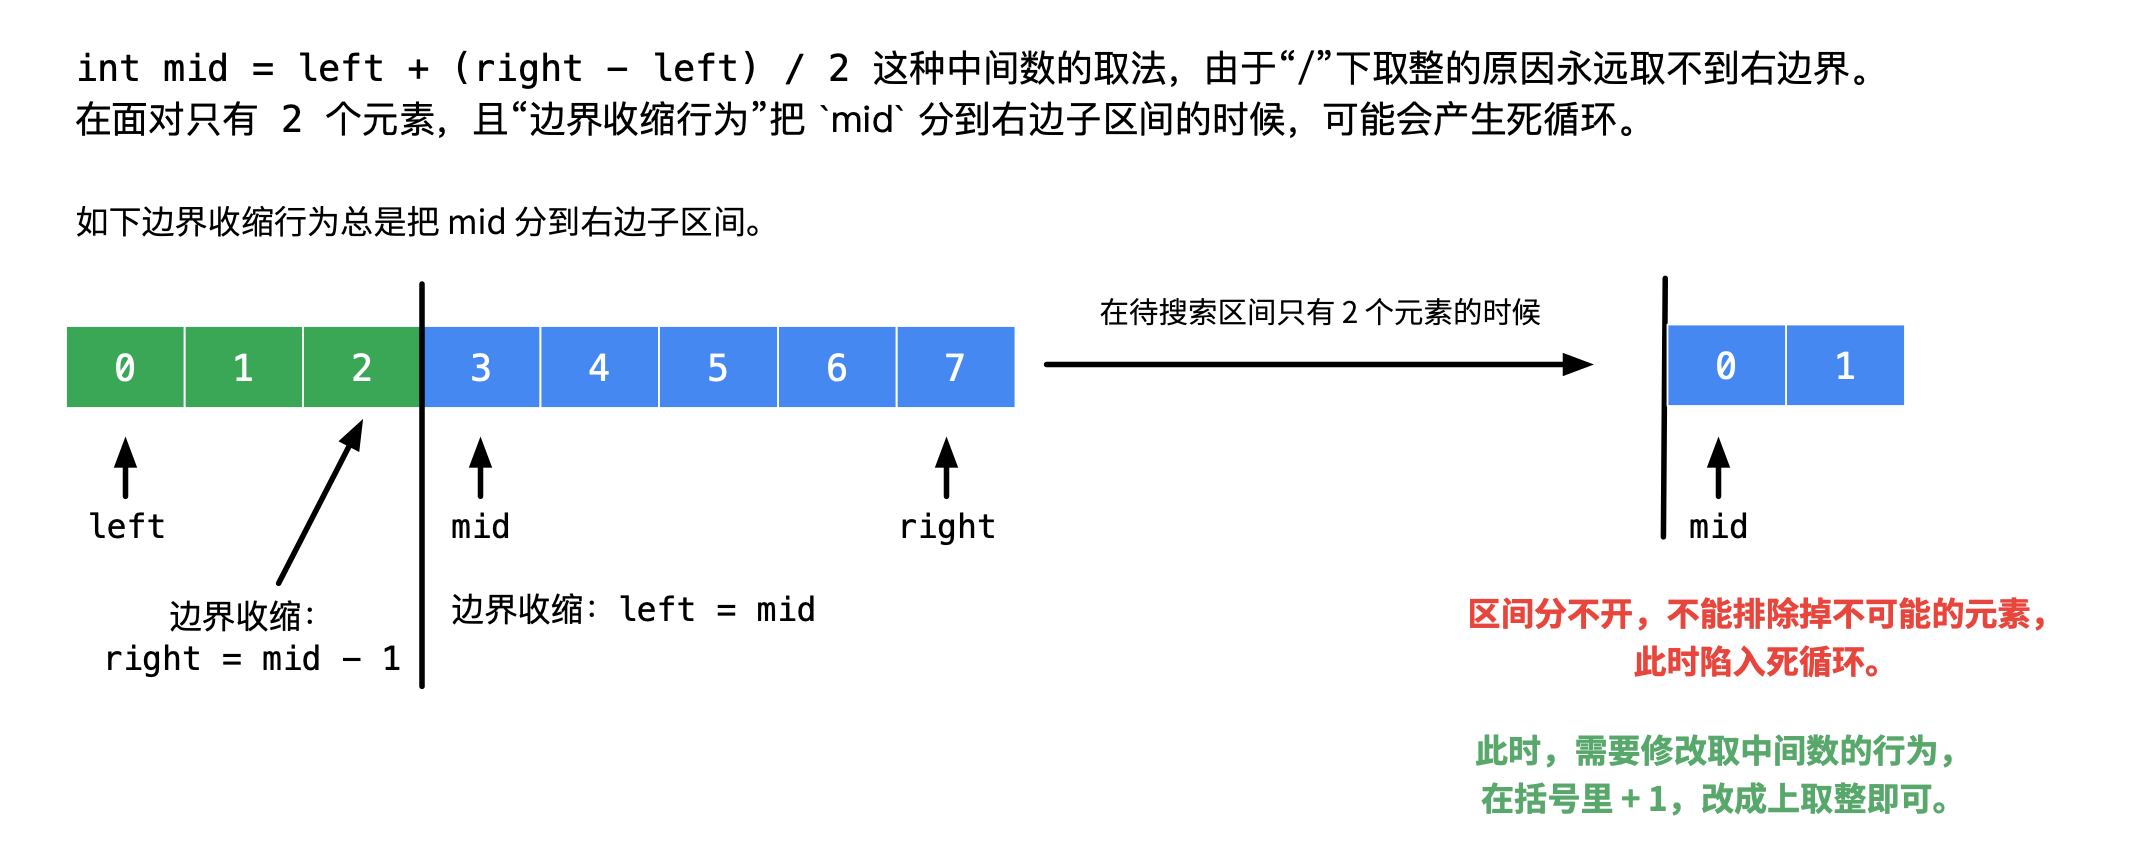 int mid = left + (right - left) / 2 这种中间数的取法，由于“/”下取整的原因永远取不到右边界。
在面对只有 2 个元素，且“边界收缩行为”把 `mid` 分到右边子区间的时候，可能会产生死循环。
如下边界收缩行为总是把 mid 分到右边子区间。
在待搜索区间只有 2 个元素的时候
0 1 2 3 4 5 6 7
0 1
left
mid
right
mid
边界收缩：
right = mid - 1
边界收缩：left = mid
区间分不开，不能排除掉不可能的元素，
此时陷入死循环。
此时，需要修改取中间数的行为，
在括号里 + 1，改成上取整即可。